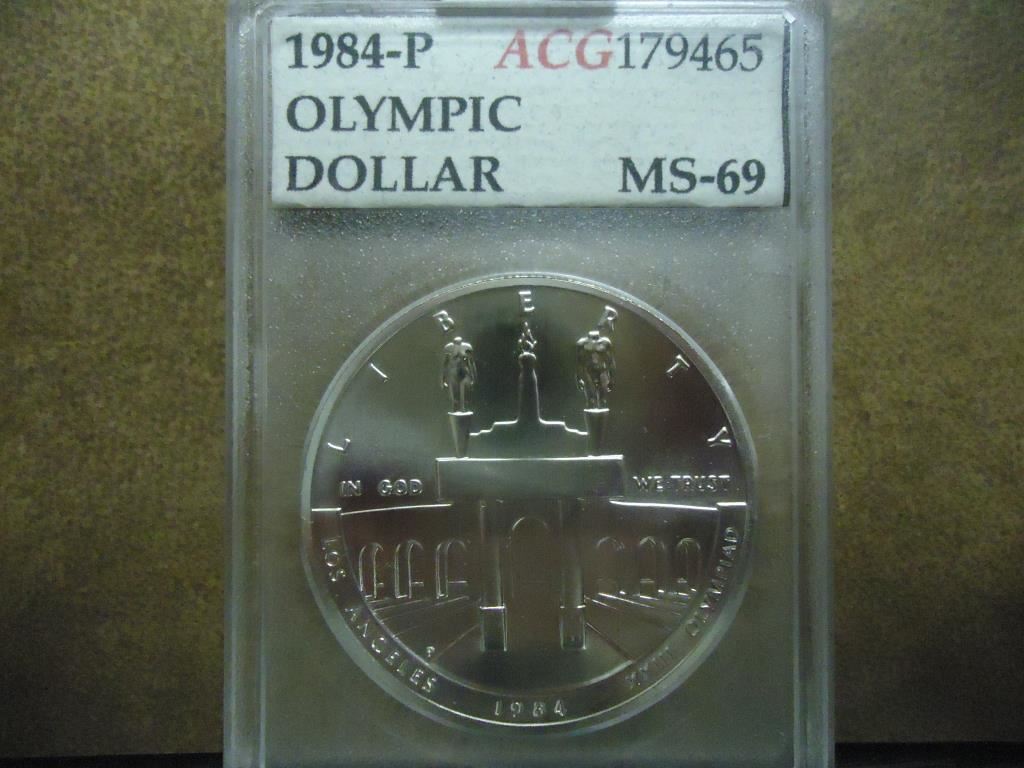 1984-P ACG179465
OLYMPIC
DOLLAR MS-69
LIBERTY
IN GOD WE TRUST
LOS ANGELES 1984 XXIII OLYMPIAD
P